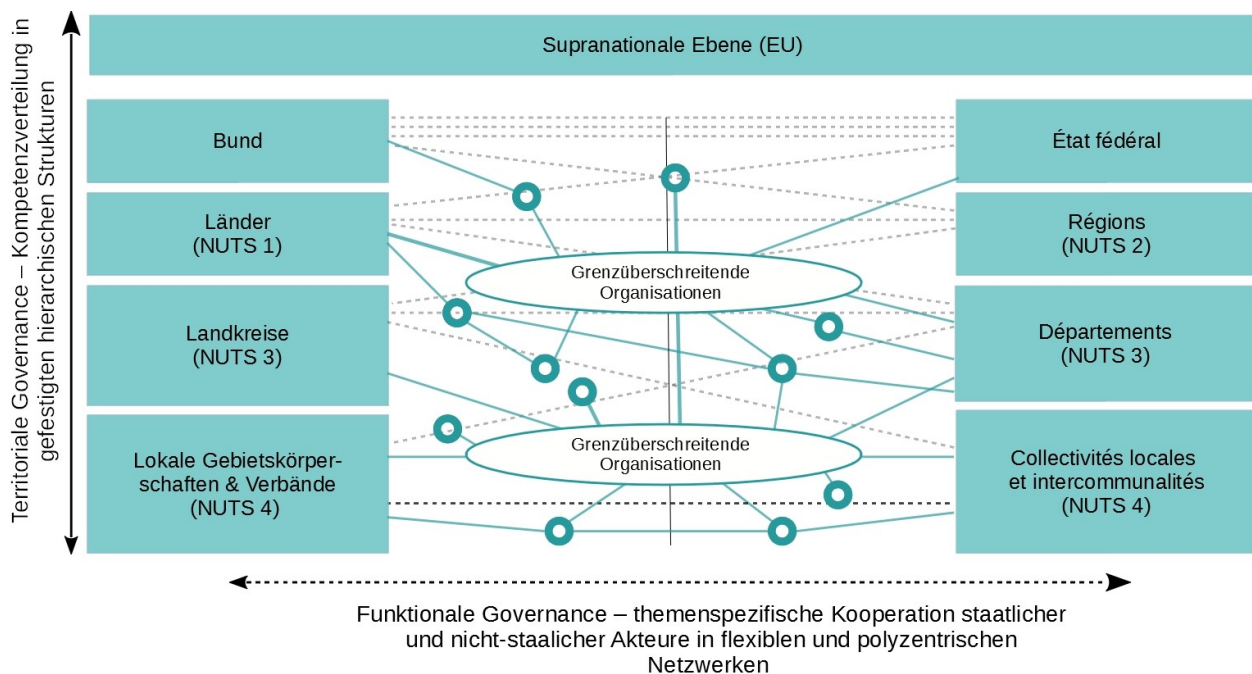 Territoriale Governance – Kompetenzverteilung in
gefestigten hierarchischen Strukturen
Supranationale Ebene (EU)
Bund
Länder
(NUTS 1)
Landkreise
(NUTS 3)
Lokale Gebietskörper-
schaften & Verbände
(NUTS 4)
Grenzüberschreitende
Organisationen
Grenzüberschreitende
Organisationen
État fédéral
Régions
(NUTS 2)
Départements
(NUTS 3)
Collectivités locales
et intercommunalités
(NUTS 4)
Funktionale Governance – themenspezifische Kooperation staatlicher
und nicht-staalicher Akteure in flexiblen und polyzentrischen
Netzwerken